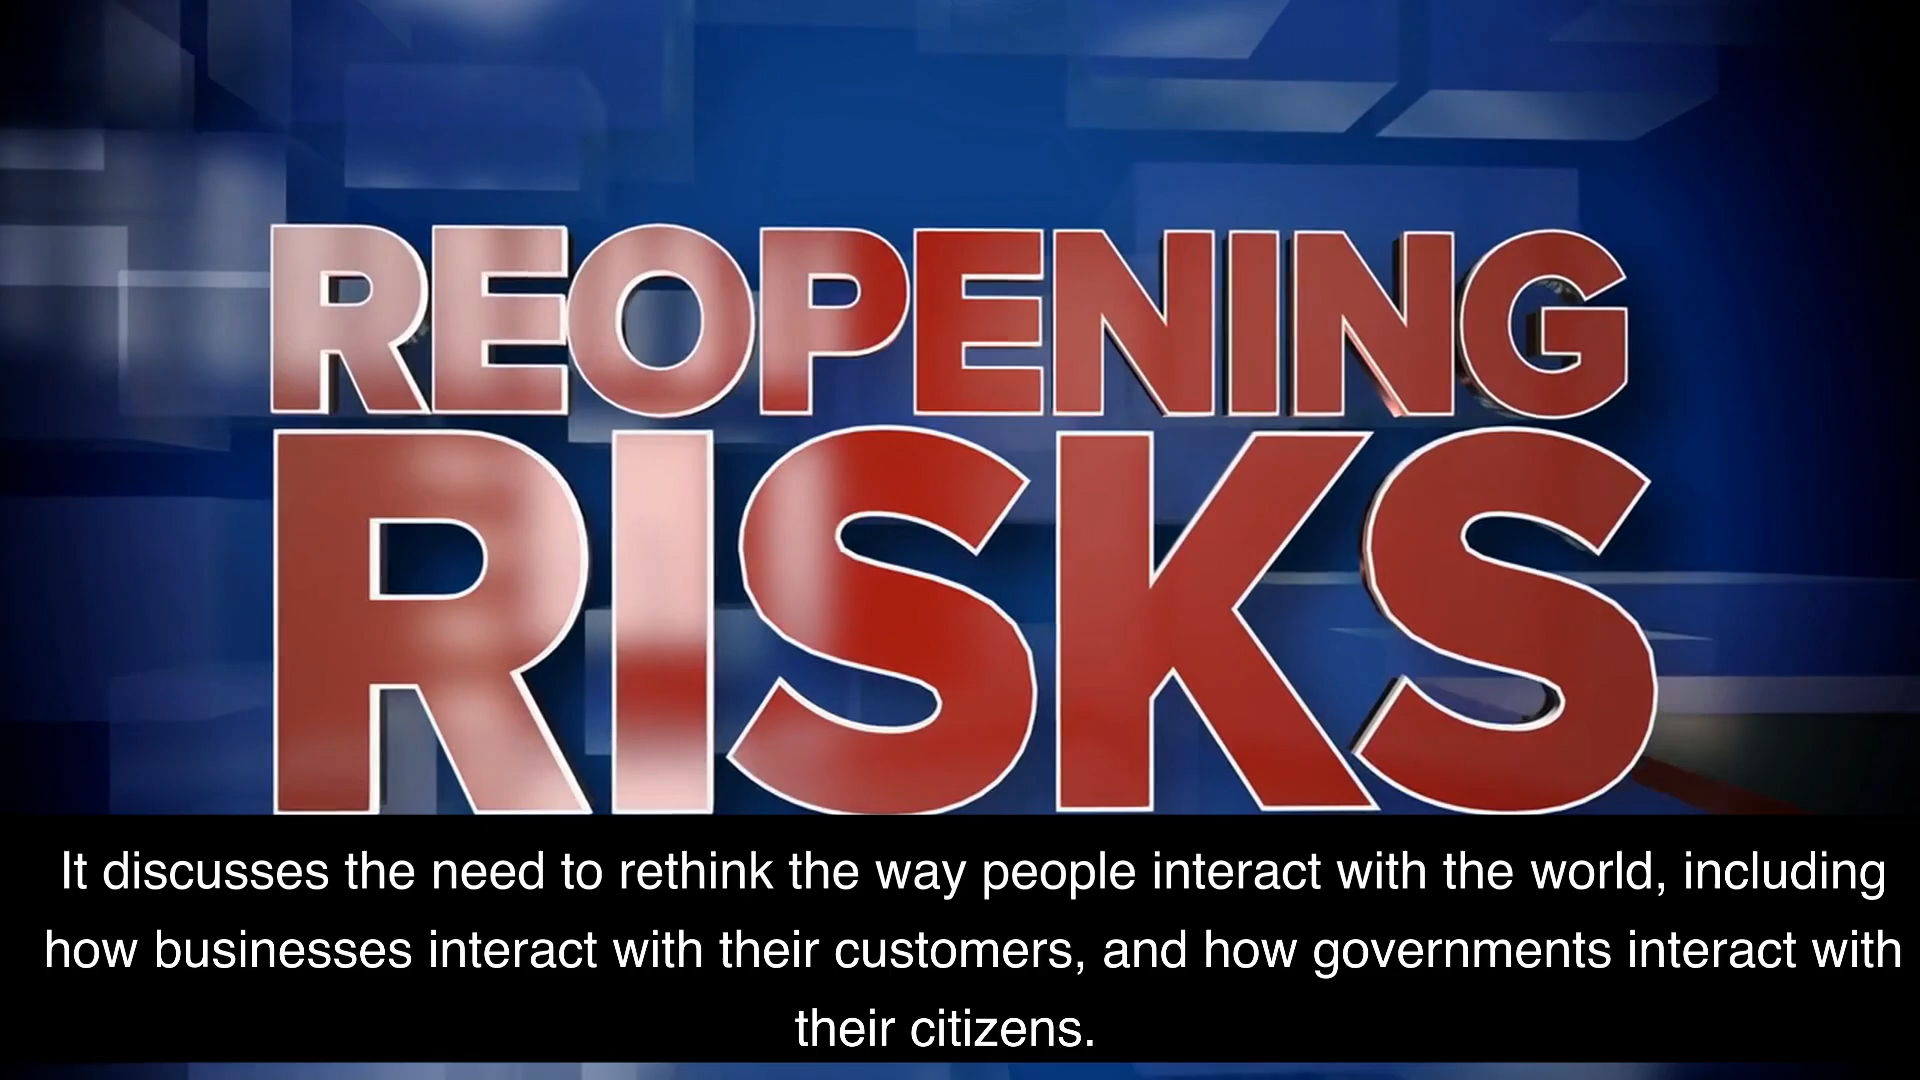 REOPENING
RISKS
It discusses the need to rethink the way people interact with the world, including
how businesses interact with their customers, and how governments interact with
their citizens.